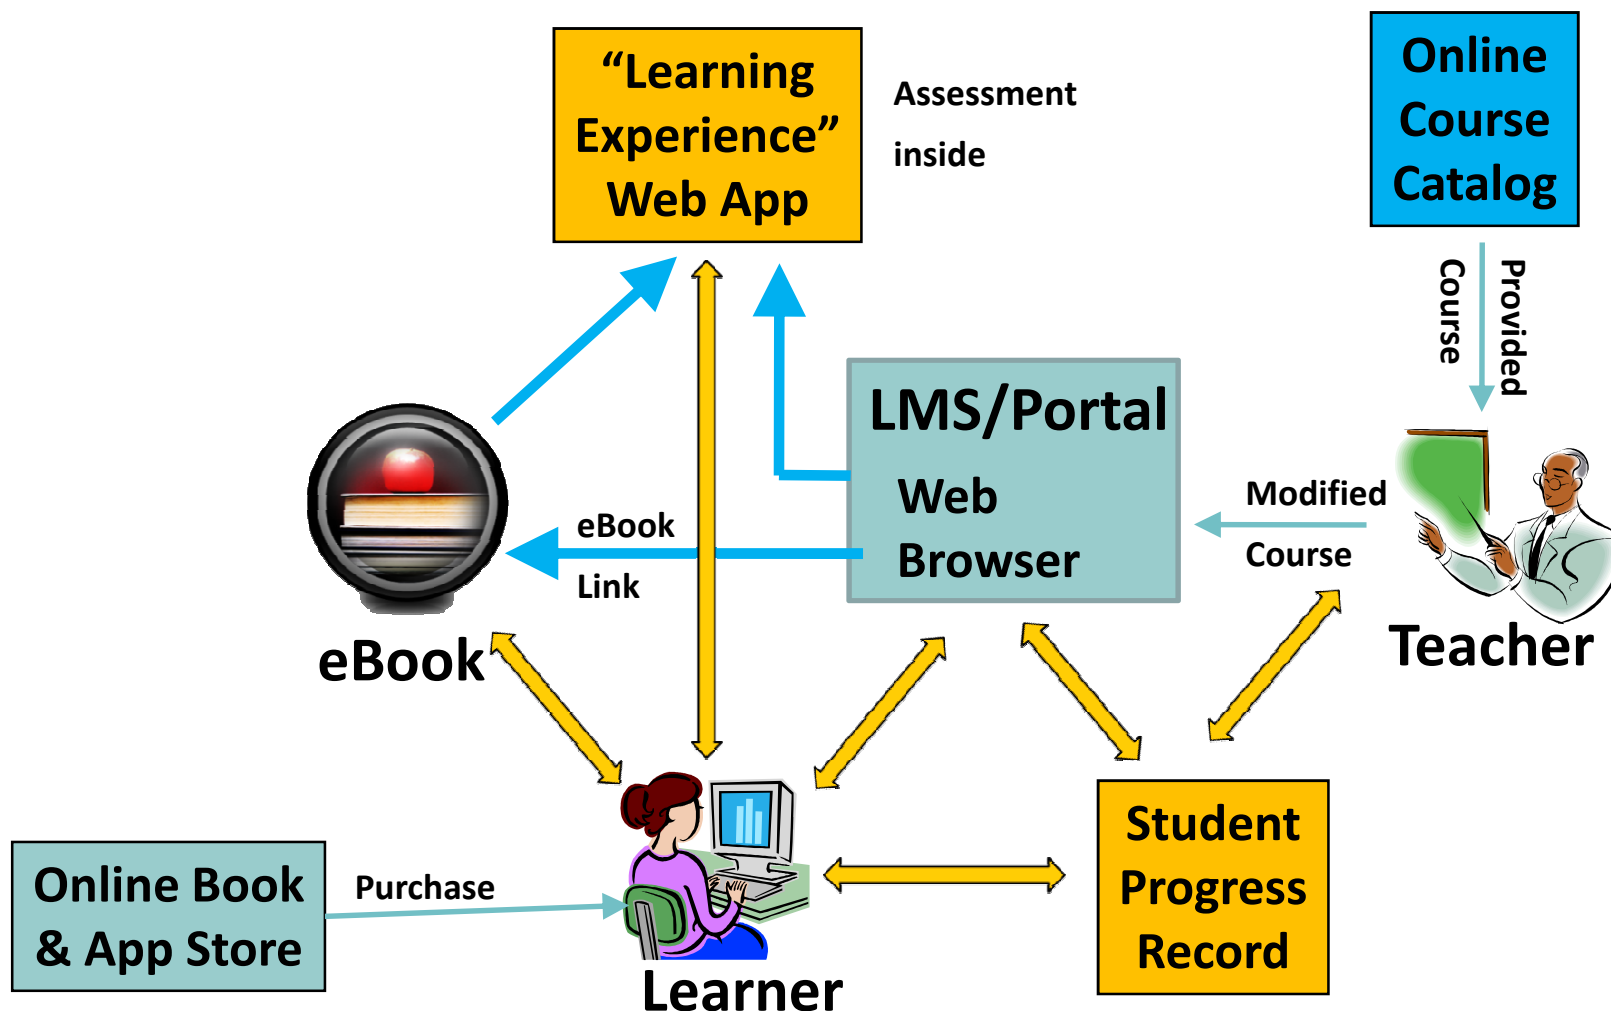 “Learning
Experience”
Web App
Assessment
inside
Online
Course
Catalog
Provided
Course
LMS/Portal
Web
Browser
Modified
Course
eBook
Link
eBook
Teacher
Online Book
& App Store
Purchase
Learner
Student
Progress
Record